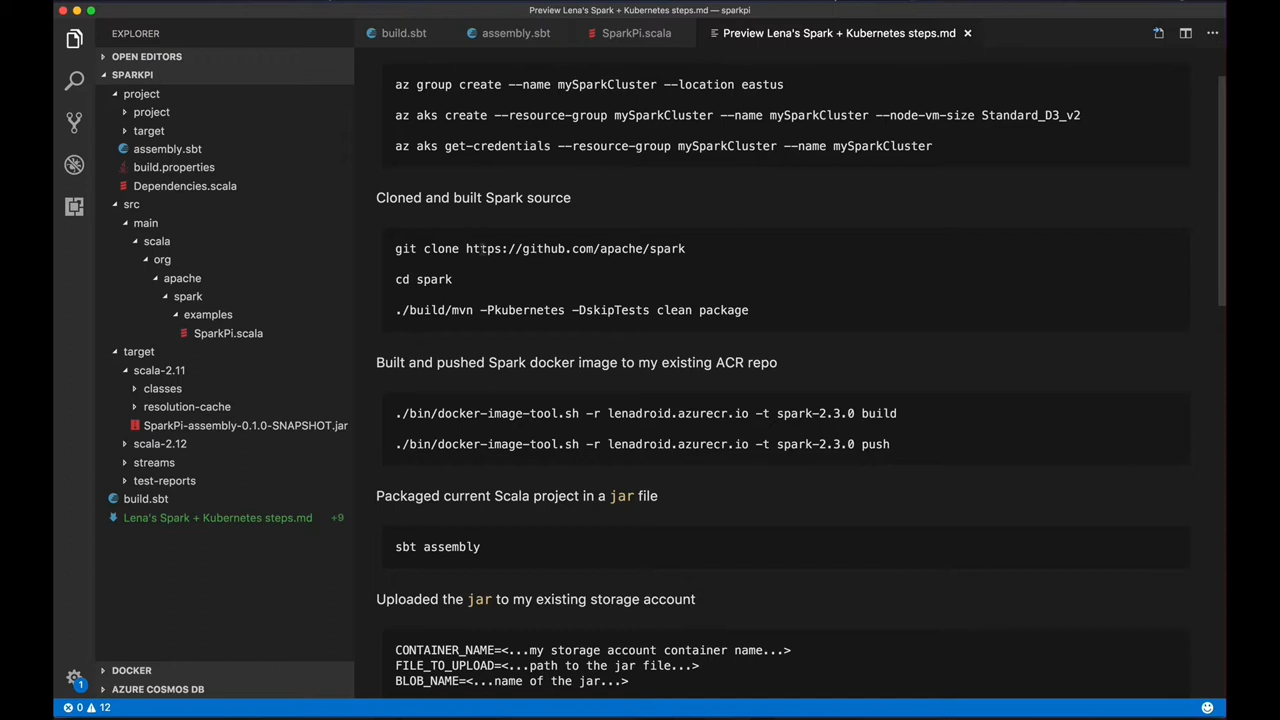 Preview Lena's Spark + Kubernetes steps.md — sparkpi
EXPLORER
build.sbt
assembly.sbt
SparkPi.scala
Preview Lena's Spark + Kubernetes steps.md
OPEN EDITORS
SPARKPI
project
project
target
assembly.sbt
build.properties
Dependencies.scala
src
main
scala
org
apache
spark
examples
SparkPi.scala
target
scala-2.11
classes
resolution-cache
SparkPi-assembly-0.1.0-SNAPSHOT.jar
scala-2.12
streams
test-reports
build.sbt
Lena's Spark + Kubernetes steps.md +9
DOCKER
AZURE COSMOS DB
1
0 12
az group create --name mySparkCluster --location eastus
az aks create --resource-group mySparkCluster --name mySparkCluster --node-vm-size Standard_D3_v2
az aks get-credentials --resource-group mySparkCluster --name mySparkCluster
Cloned and built Spark source
git clone https://github.com/apache/spark
cd spark
./build/mvn -Pkubernetes -DskipTests clean package
Built and pushed Spark docker image to my existing ACR repo
./bin/docker-image-tool.sh -r lenadroid.azurecr.io -t spark-2.3.0 build
./bin/docker-image-tool.sh -r lenadroid.azurecr.io -t spark-2.3.0 push
Packaged current Scala project in a jar file
sbt assembly
Uploaded the jar to my existing storage account
CONTAINER_NAME=<...my storage account container name...>
FILE_TO_UPLOAD=<...path to the jar file...>
BLOB_NAME=<...name of the jar...>